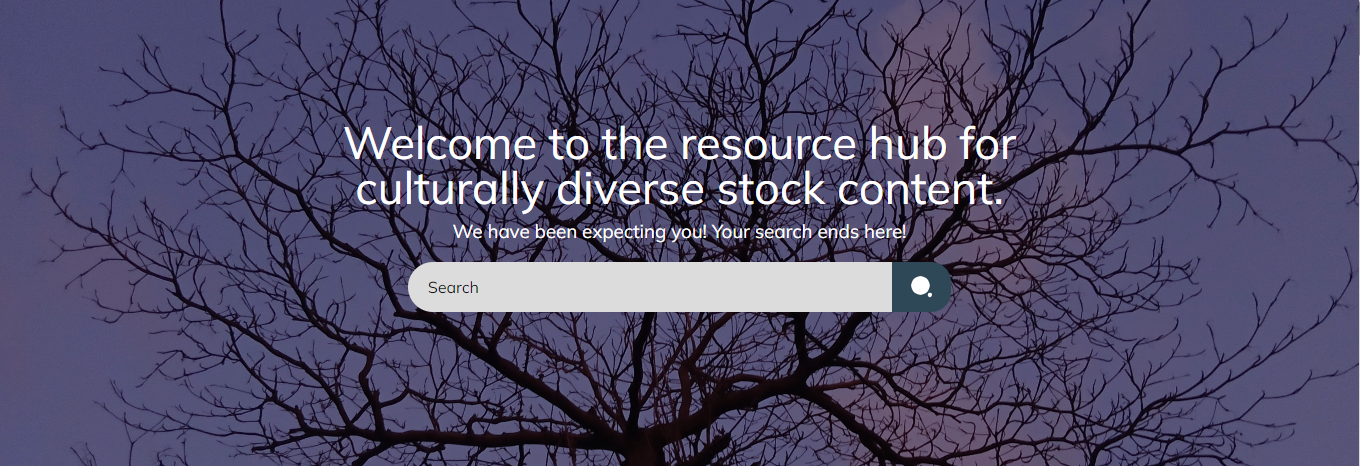 Welcome to the resource hub for
culturally diverse stock content.
We have been expecting you! Your search ends here!
Search